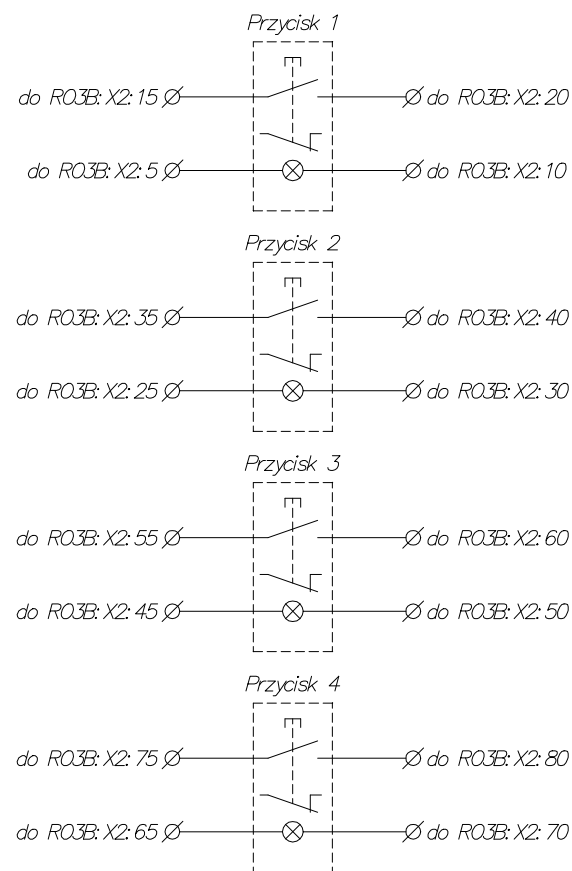 Przycisk 1
do R03B: X2: 15
do R03B: X2: 20
do R03B: X2: 5
do R03B: X2: 10
Przycisk 2
do R03B: X2: 35
do R03B: X2: 40
do R03B: X2: 25
do R03B: X2: 30
Przycisk 3
do R03B: X2: 55
do R03B: X2: 60
do R03B: X2: 45
do R03B: X2: 50
Przycisk 4
do R03B: X2: 75
do R03B: X2: 80
do R03B: X2: 65
do R03B: X2: 70